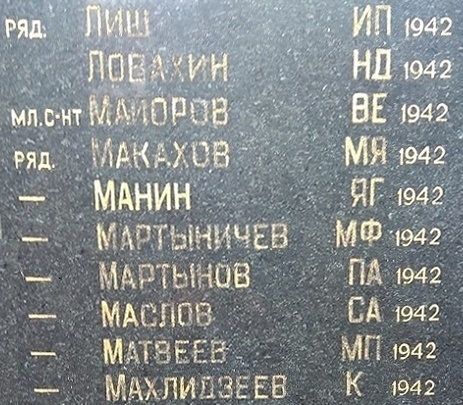 РЯД. ЛИШ ИП 1942
ЛОВАХИН НД 1942
МЛ.С-НТ МАЙОРОВ ВЕ 1942
РЯД. МАКАХОВ МЯ 1942
— МАНИН ЯГ 1942
— МАРТЫНИЧЕВ МФ 1942
— МАРТЫНОВ ПА 1942
— МАСЛОВ СА 1942
— МАТВЕЕВ МП 1942
— МАХЛИДЗЕЕВ К 1942